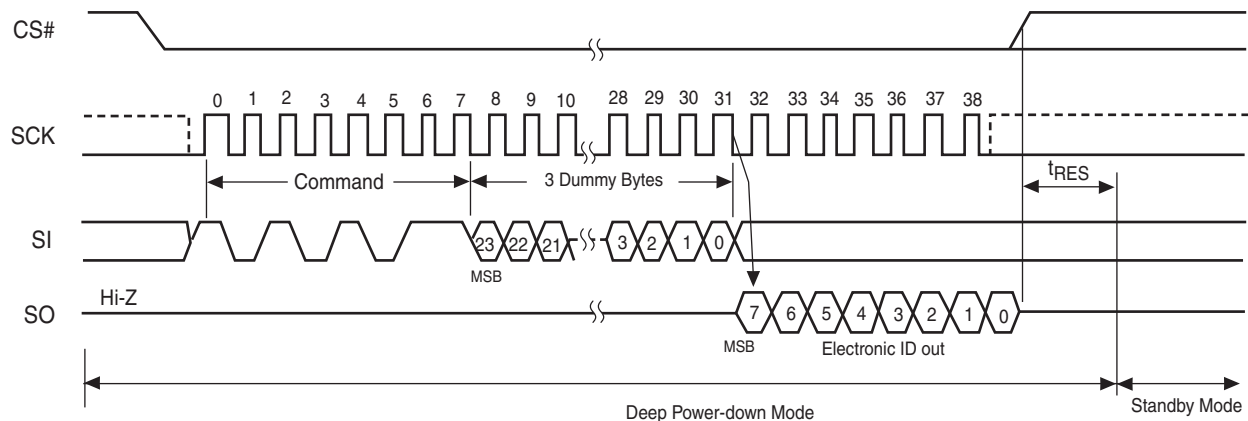 CS#
0 1 2 3 4 5 6 7 8 9 10 28 29 30 31 32 33 34 35 36 37 38
SCK
Command
3 Dummy Bytes
tRES
SI
23 22 21 3 2 1 0
MSB
Hi-Z
SO
7 6 5 4 3 2 1 0
MSB
Electronic ID out
Deep Power-down Mode
Standby Mode